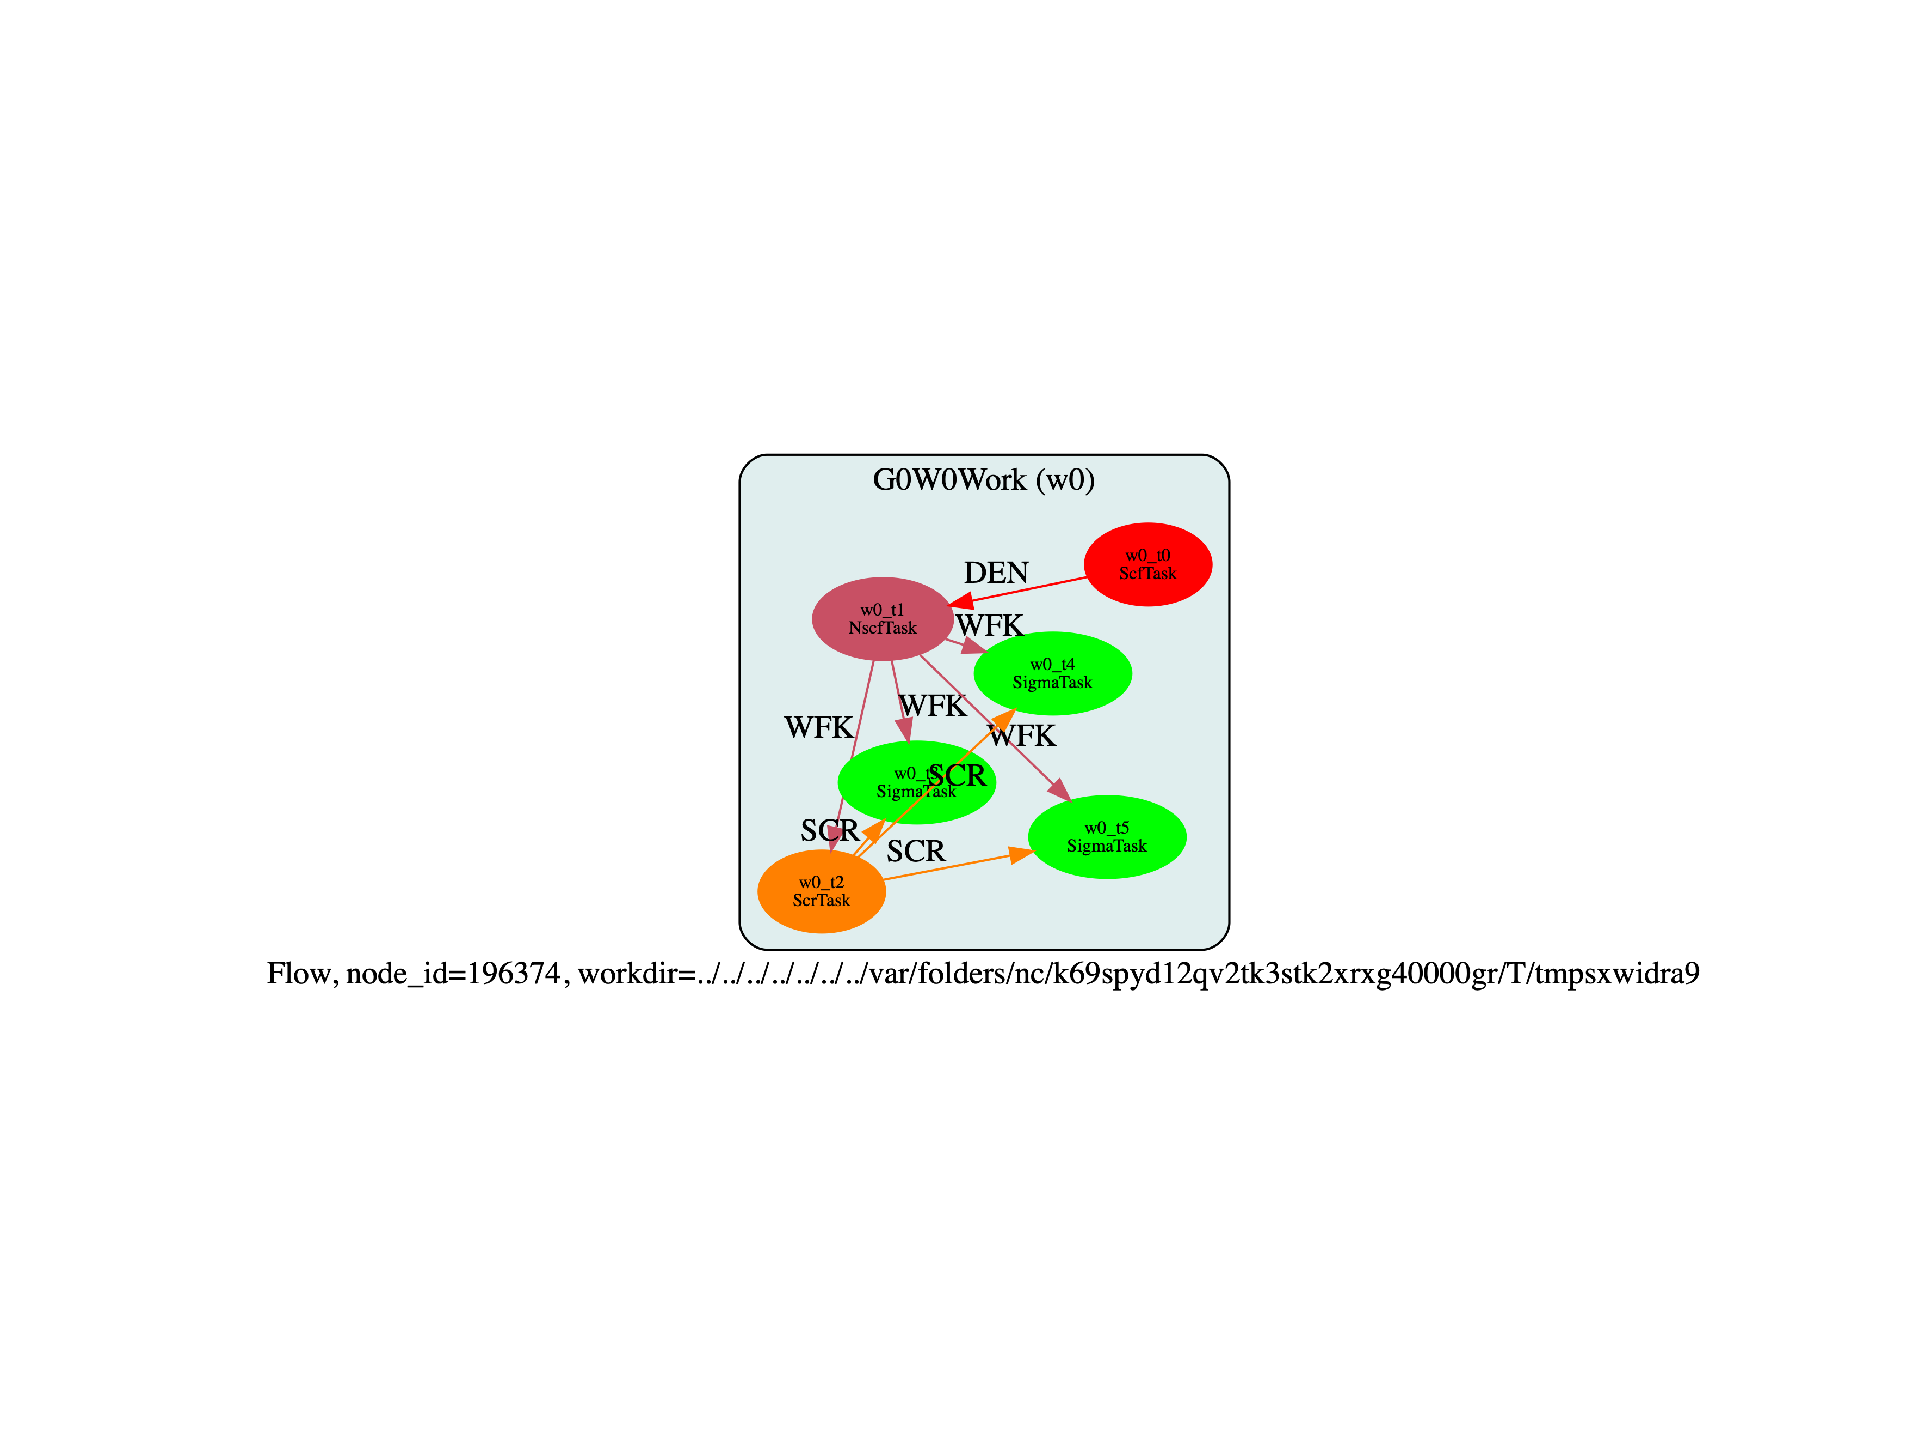 G0W0Work (w0)
w0_t0
ScfTask
DEN
w0_t1
NscfTask
WFK
w0_t4
SigmaTask
WFK
WFK
WFK
w0_t3
SigmaTask
SCR
SCR
SCR
w0_t5
SigmaTask
w0_t2
ScrTask
Flow, node_id=196374, workdir=../../../../../../../var/folders/nc/k69spyd12qv2tk3stk2xrxg40000gr/T/tmpsxwidra9